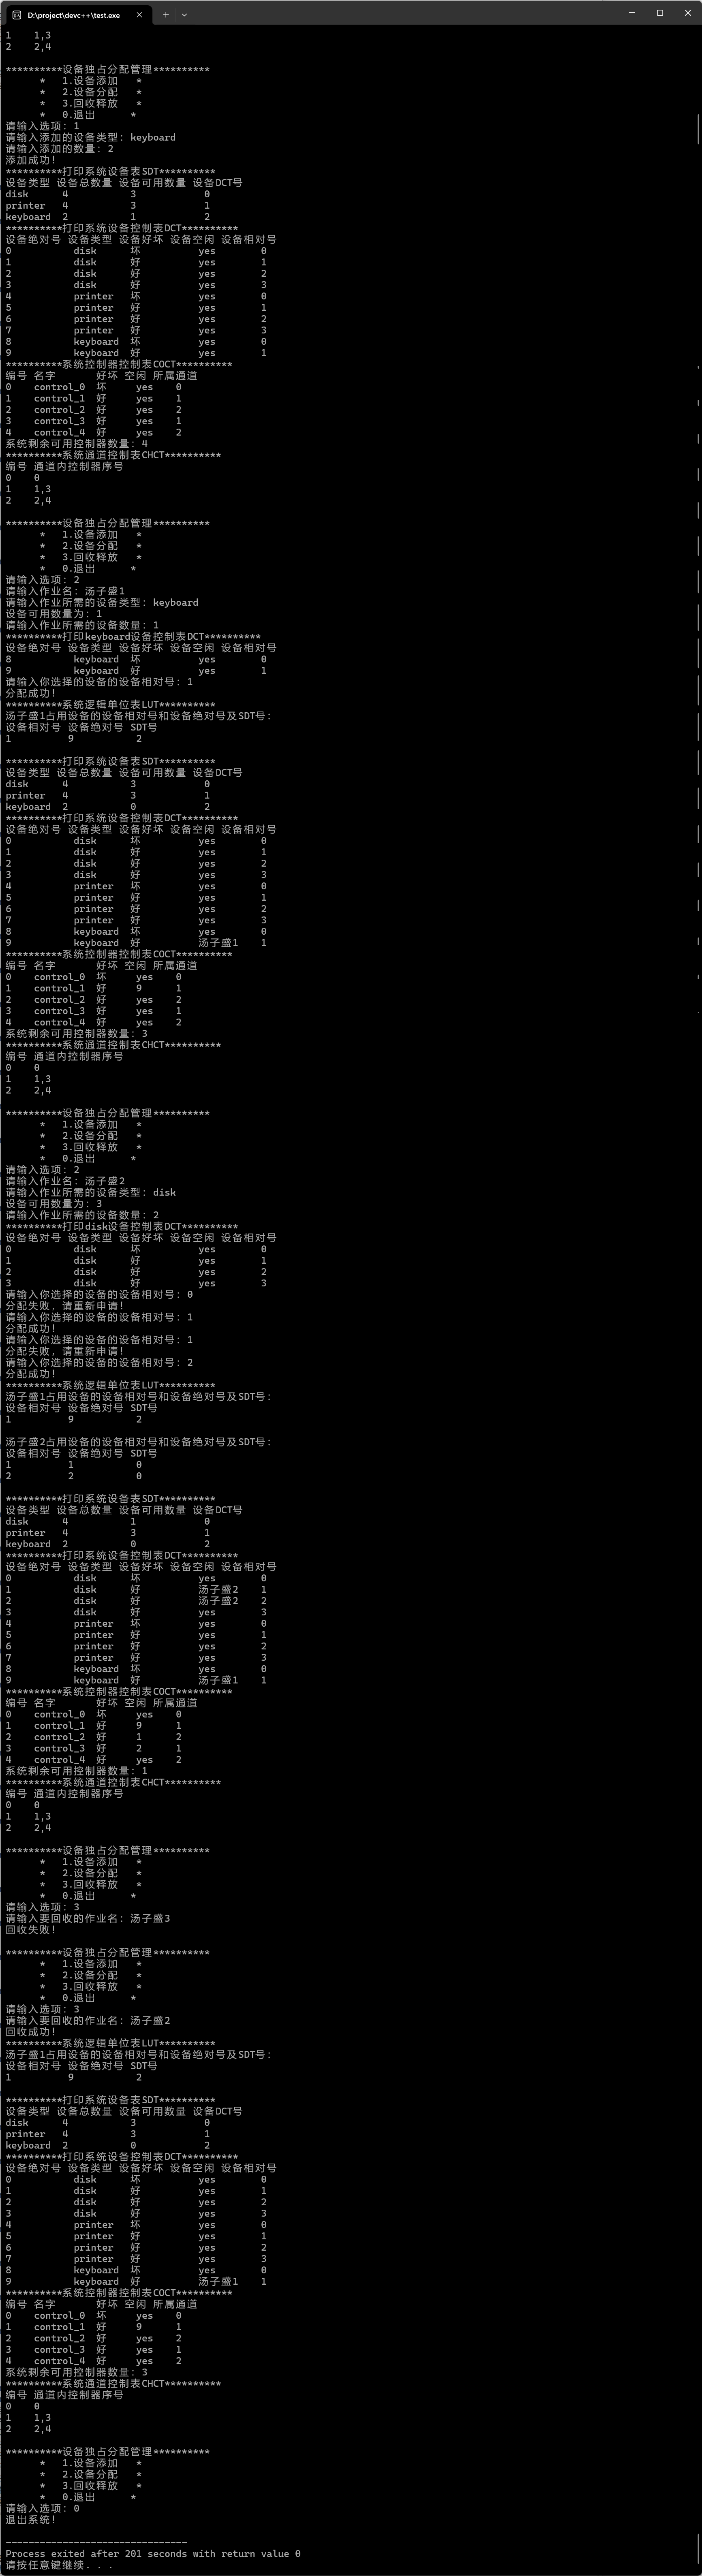 D:\project\devc++\test.exe
1    1,3
2    2,4

**********设备独占分配管理**********
      *   1.设备添加   *
      *   2.设备分配   *
      *   3.回收释放   *
      *   0.退出      *
请输入选项: 1
请输入添加的设备类型: keyboard
请输入添加的数量: 2
添加成功!
**********打印系统设备表SDT**********
设备类型 设备总数量 设备可用数量 设备DCT号
disk      4           3            0
printer   4           3            1
keyboard  2           1            2
**********打印系统设备控制表DCT**********
设备绝对号 设备类型 设备好坏 设备空闲 设备相对号
0           disk      坏          yes        0
1           disk      好          yes        1
2           disk      好          yes        2
3           disk      好          yes        3
4           printer   坏          yes        0
5           printer   好          yes        1
6           printer   好          yes        2
7           printer   好          yes        3
8           keyboard  坏          yes        0
9           keyboard  好          yes        1
**********系统控制器控制表COCT**********
编号 名字       好坏 空闲 所属通道
0    control_0  坏     yes    0
1    control_1  好     yes    1
2    control_2  好     yes    2
3    control_3  好     yes    1
4    control_4  好     yes    2
系统剩余可用控制器数量: 4
**********系统通道控制表CHCT**********
编号 通道内控制器序号
0    0
1    1,3
2    2,4

**********设备独占分配管理**********
      *   1.设备添加   *
      *   2.设备分配   *
      *   3.回收释放   *
      *   0.退出      *
请输入选项: 2
请输入作业名: 汤子盛1
请输入作业所需的设备类型: keyboard
设备可用数量为: 1
请输入作业所需的设备数量: 1
**********打印keyboard设备控制表DCT**********
设备绝对号 设备类型 设备好坏 设备空闲 设备相对号
8           keyboard  坏          yes        0
9           keyboard  好          yes        1
请输入你选择的设备的设备相对号: 1
分配成功!
**********系统逻辑单位表LUT**********
汤子盛1占用设备的设备相对号和设备绝对号及SDT号:
设备相对号 设备绝对号 SDT号
1          9           2

**********打印系统设备表SDT**********
设备类型 设备总数量 设备可用数量 设备DCT号
disk      4           3            0
printer   4           3            1
keyboard  2           0            2
**********打印系统设备控制表DCT**********
设备绝对号 设备类型 设备好坏 设备空闲 设备相对号
0           disk      坏          yes        0
1           disk      好          yes        1
2           disk      好          yes        2
3           disk      好          yes        3
4           printer   坏          yes        0
5           printer   好          yes        1
6           printer   好          yes        2
7           printer   好          yes        3
8           keyboard  坏          yes        0
9           keyboard  好          汤子盛1    1
**********系统控制器控制表COCT**********
编号 名字       好坏 空闲 所属通道
0    control_0  坏     yes    0
1    control_1  好     9      1
2    control_2  好     yes    2
3    control_3  好     yes    1
4    control_4  好     yes    2
系统剩余可用控制器数量: 3
**********系统通道控制表CHCT**********
编号 通道内控制器序号
0    0
1    1,3
2    2,4

**********设备独占分配管理**********
      *   1.设备添加   *
      *   2.设备分配   *
      *   3.回收释放   *
      *   0.退出      *
请输入选项: 2
请输入作业名: 汤子盛2
请输入作业所需的设备类型: disk
设备可用数量为: 3
请输入作业所需的设备数量: 2
**********打印disk设备控制表DCT**********
设备绝对号 设备类型 设备好坏 设备空闲 设备相对号
0           disk      坏          yes        0
1           disk      好          yes        1
2           disk      好          yes        2
3           disk      好          yes        3
请输入你选择的设备的设备相对号: 0
分配失败, 请重新申请!
请输入你选择的设备的设备相对号: 1
分配成功!
请输入你选择的设备的设备相对号: 1
分配失败, 请重新申请!
请输入你选择的设备的设备相对号: 2
分配成功!
**********系统逻辑单位表LUT**********
汤子盛1占用设备的设备相对号和设备绝对号及SDT号:
设备相对号 设备绝对号 SDT号
1          9           2

汤子盛2占用设备的设备相对号和设备绝对号及SDT号:
设备相对号 设备绝对号 SDT号
1          1           0
2          2           0

**********打印系统设备表SDT**********
设备类型 设备总数量 设备可用数量 设备DCT号
disk      4           1            0
printer   4           3            1
keyboard  2           0            2
**********打印系统设备控制表DCT**********
设备绝对号 设备类型 设备好坏 设备空闲 设备相对号
0           disk      坏          yes        0
1           disk      好          汤子盛2    1
2           disk      好          汤子盛2    2
3           disk      好          yes        3
4           printer   坏          yes        0
5           printer   好          yes        1
6           printer   好          yes        2
7           printer   好          yes        3
8           keyboard  坏          yes        0
9           keyboard  好          汤子盛1    1
**********系统控制器控制表COCT**********
编号 名字       好坏 空闲 所属通道
0    control_0  坏     yes    0
1    control_1  好     9      1
2    control_2  好     1      2
3    control_3  好     2      1
4    control_4  好     yes    2
系统剩余可用控制器数量: 1
**********系统通道控制表CHCT**********
编号 通道内控制器序号
0    0
1    1,3
2    2,4

**********设备独占分配管理**********
      *   1.设备添加   *
      *   2.设备分配   *
      *   3.回收释放   *
      *   0.退出      *
请输入选项: 3
请输入要回收的作业名: 汤子盛3
回收失败!

**********设备独占分配管理**********
      *   1.设备添加   *
      *   2.设备分配   *
      *   3.回收释放   *
      *   0.退出      *
请输入选项: 3
请输入要回收的作业名: 汤子盛2
回收成功!
**********系统逻辑单位表LUT**********
汤子盛1占用设备的设备相对号和设备绝对号及SDT号:
设备相对号 设备绝对号 SDT号
1          9           2

**********打印系统设备表SDT**********
设备类型 设备总数量 设备可用数量 设备DCT号
disk      4           3            0
printer   4           3            1
keyboard  2           0            2
**********打印系统设备控制表DCT**********
设备绝对号 设备类型 设备好坏 设备空闲 设备相对号
0           disk      坏          yes        0
1           disk      好          yes        1
2           disk      好          yes        2
3           disk      好          yes        3
4           printer   坏          yes        0
5           printer   好          yes        1
6           printer   好          yes        2
7           printer   好          yes        3
8           keyboard  坏          yes        0
9           keyboard  好          汤子盛1    1
**********系统控制器控制表COCT**********
编号 名字       好坏 空闲 所属通道
0    control_0  坏     yes    0
1    control_1  好     9      1
2    control_2  好     yes    2
3    control_3  好     yes    1
4    control_4  好     yes    2
系统剩余可用控制器数量: 3
**********系统通道控制表CHCT**********
编号 通道内控制器序号
0    0
1    1,3
2    2,4

**********设备独占分配管理**********
      *   1.设备添加   *
      *   2.设备分配   *
      *   3.回收释放   *
      *   0.退出      *
请输入选项: 0
退出系统!

--------------------------------
Process exited after 201 seconds with return value 0
请按任意键继续. . .